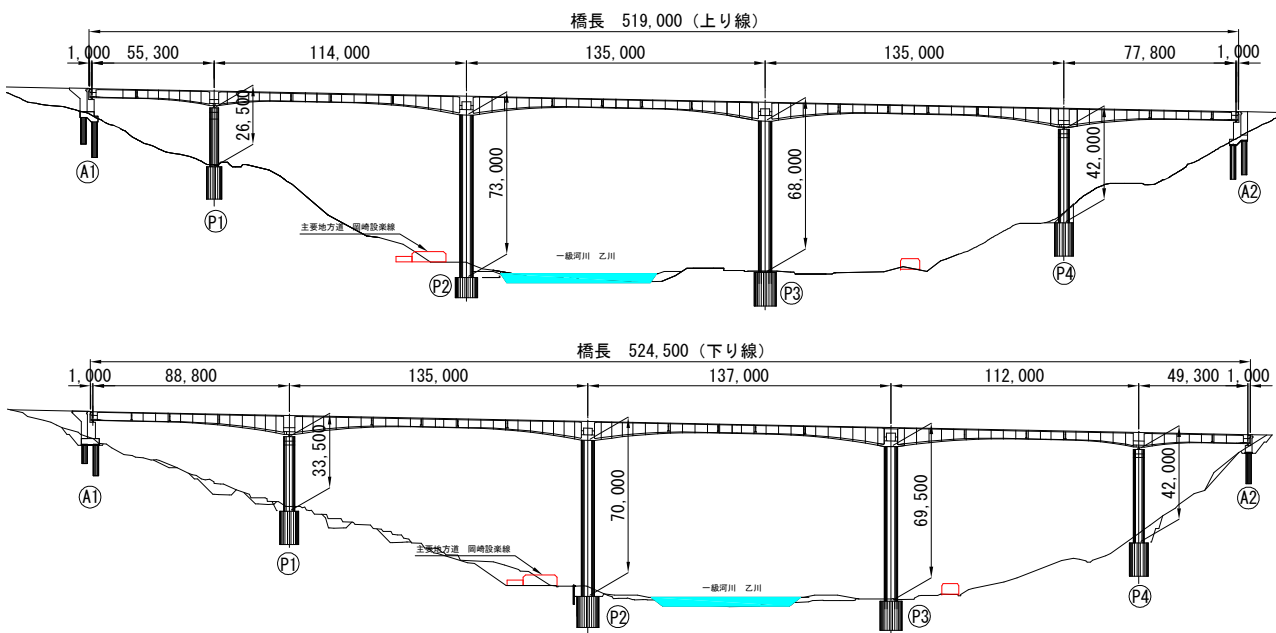 橋長 519,000（上り線）
1,000 55,300 114,000 135,000 135,000 77,800 1,000
26,500
73,000
68,000
42,000
A1
P1
主要地方道 岡崎設楽線
P2
一級河川 乙川
P3
P4
A2
橋長 524,500（下り線）
1,000 88,800 135,000 137,000 112,000 49,300 1,000
33,500
70,000
69,500
42,000
A1
P1
主要地方道 岡崎設楽線
P2
一級河川 乙川
P3
P4
A2